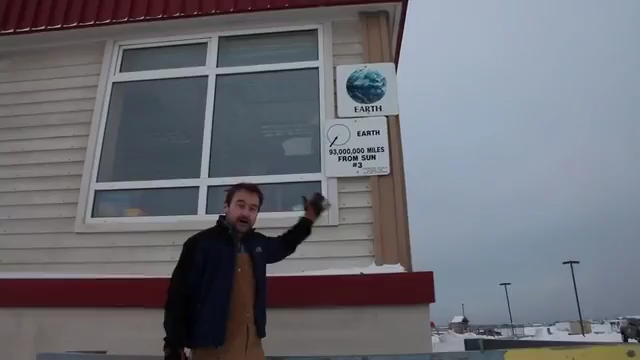 EARTH
EARTH
93,000,000 MILES
FROM SUN
#3